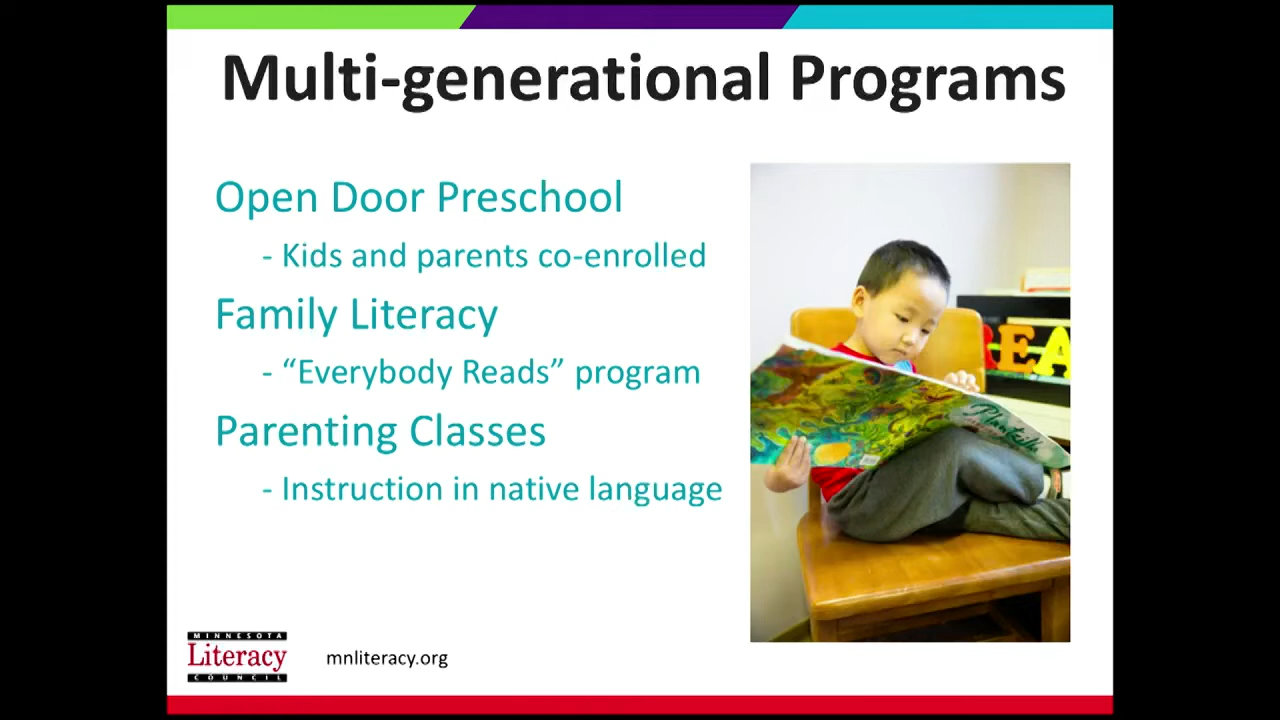 Multi-generational Programs
Open Door Preschool
- Kids and parents co-enrolled
Family Literacy
- “Everybody Reads” program
Parenting Classes
- Instruction in native language
EA
MINNESOTA
Literacy
COUNCIL
mnliteracy.org